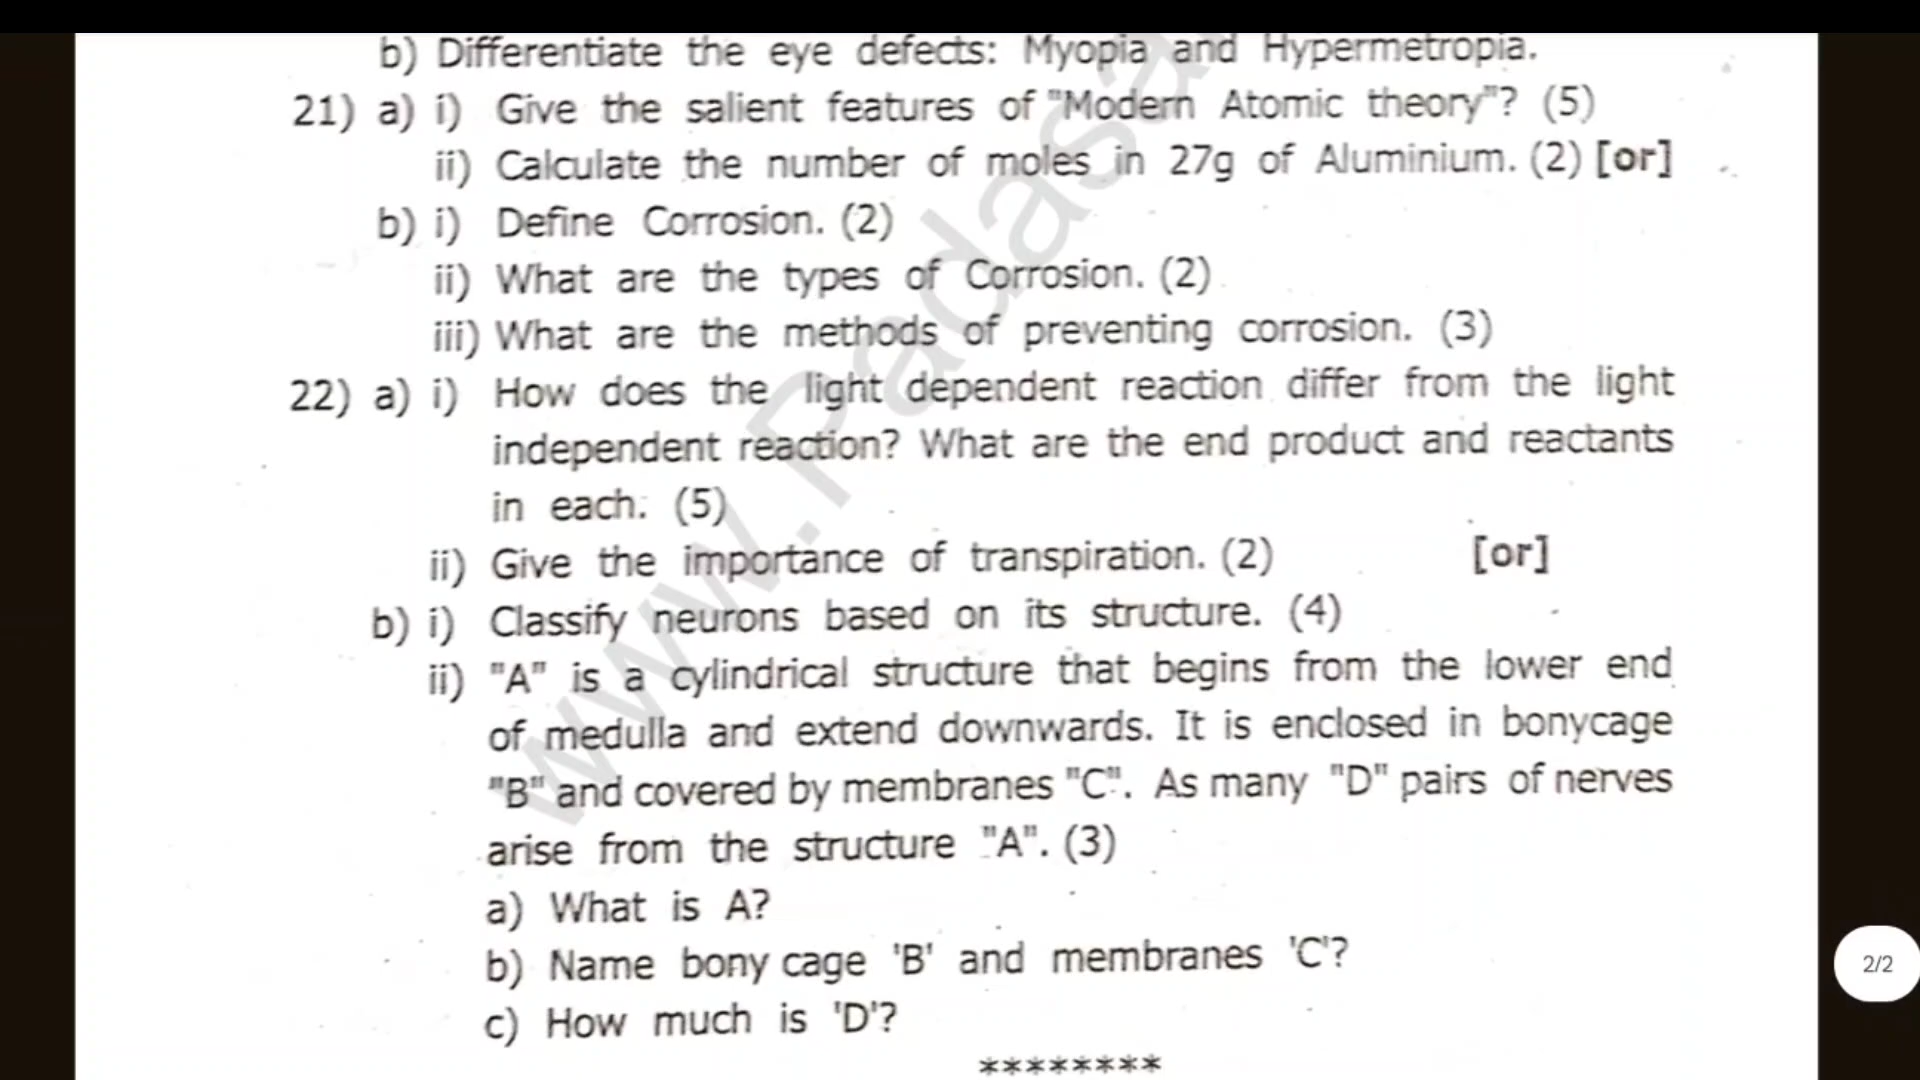 b) Differentiate the eye defects: Myopia and Hypermetropia.
21) a) i) Give the salient features of "Modern Atomic theory"? (5)
ii) Calculate the number of moles in 27g of Aluminium. (2) [or]
b) i) Define Corrosion. (2)
ii) What are the types of Corrosion. (2)
iii) What are the methods of preventing corrosion. (3)
22) a) i) How does the light dependent reaction differ from the light
independent reaction? What are the end product and reactants
in each. (5)
ii) Give the importance of transpiration. (2) [or]
b) i) Classify neurons based on its structure. (4)
ii) "A" is a cylindrical structure that begins from the lower end
of medulla and extend downwards. It is enclosed in bonycage
"B" and covered by membranes "C". As many "D" pairs of nerves
arise from the structure "A". (3)
a) What is A?
b) Name bony cage 'B' and membranes 'C'?
c) How much is 'D'?
********
www.Padasa
2/2